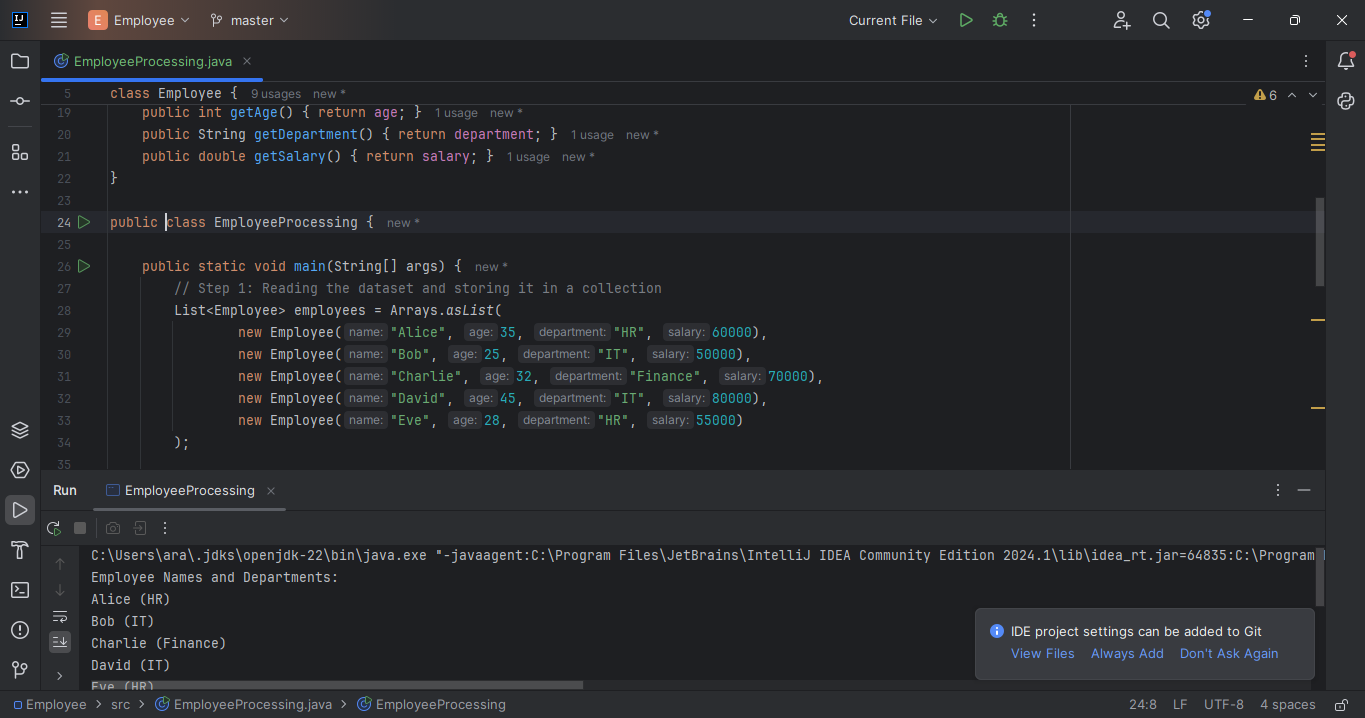 IJ E Employee master Current File
EmployeeProcessing.java
5 class Employee { 9 usages new *
6
19 public int getAge() { return age; } 1 usage new *
20 public String getDepartment() { return department; } 1 usage new *
21 public double getSalary() { return salary; } 1 usage new *
22 }
23
24 public class EmployeeProcessing { new *
25
26 public static void main(String[] args) { new *
27 // Step 1: Reading the dataset and storing it in a collection
28 List<Employee> employees = Arrays.asList(
29 new Employee( name: "Alice", age: 35, department: "HR", salary: 60000),
30 new Employee( name: "Bob", age: 25, department: "IT", salary: 50000),
31 new Employee( name: "Charlie", age: 32, department: "Finance", salary: 70000),
32 new Employee( name: "David", age: 45, department: "IT", salary: 80000),
33 new Employee( name: "Eve", age: 28, department: "HR", salary: 55000)
34 );
35
Run EmployeeProcessing
C:\Users\ara\.jdks\openjdk-22\bin\java.exe "-javaagent:C:\Program Files\JetBrains\IntelliJ IDEA Community Edition 2024.1\lib\idea_rt.jar=64835:C:\Program
Employee Names and Departments:
Alice (HR)
Bob (IT)
Charlie (Finance)
David (IT)
Eve (HR)
IDE project settings can be added to Git
View Files Always Add Don't Ask Again
Employee > src > EmployeeProcessing.java > EmployeeProcessing 24:8 LF UTF-8 4 spaces